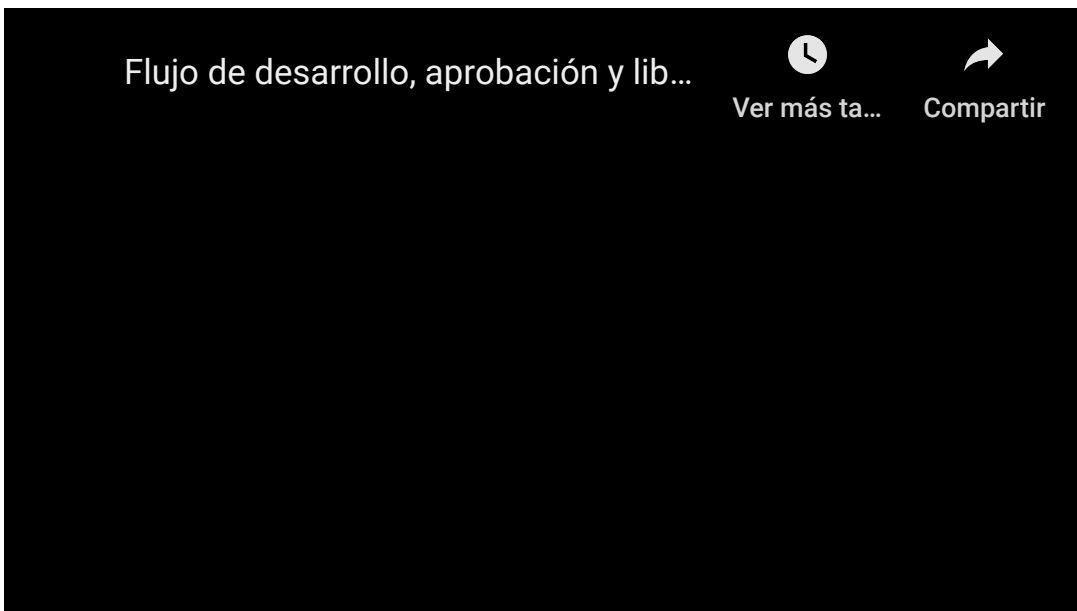 Flujo de desarrollo, aprobación y lib...
Ver más ta...
Compartir